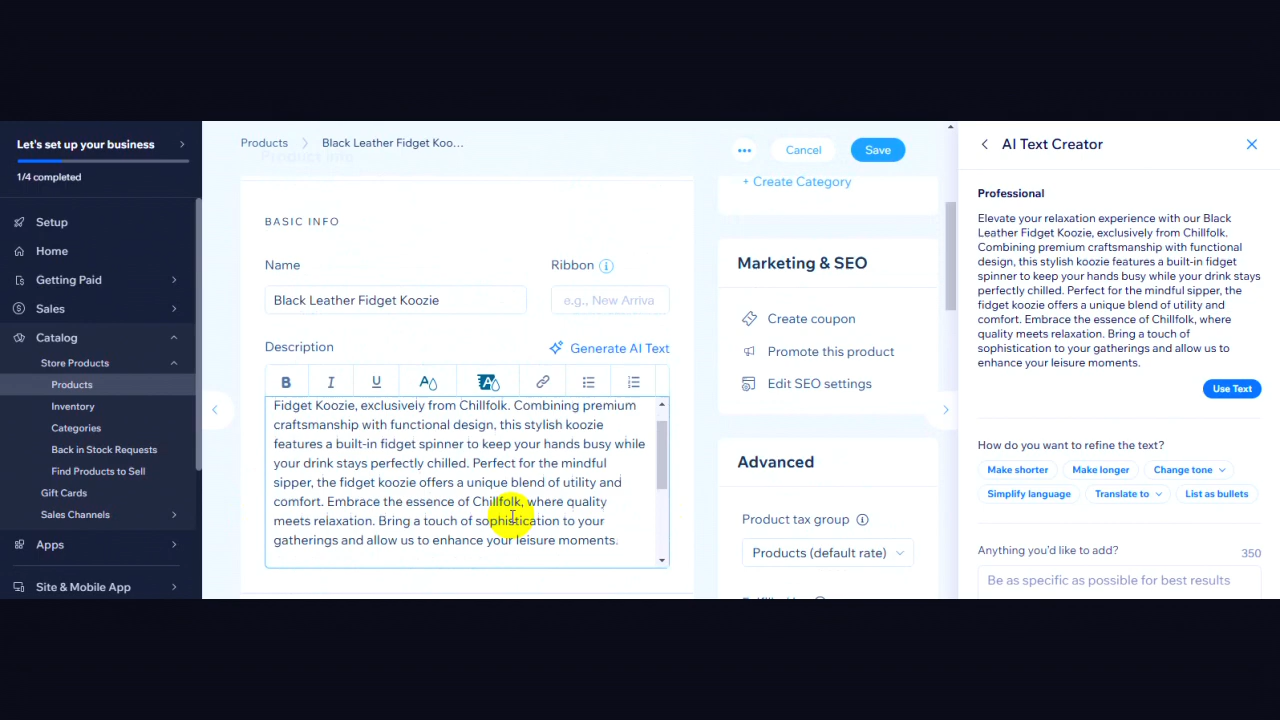 Let's set up your business
1/4 completed
Setup
Home
Getting Paid
Sales
Catalog
Store Products
Products
Inventory
Categories
Back in Stock Requests
Find Products to Sell
Gift Cards
Sales Channels
Apps
Site & Mobile App
Products
Black Leather Fidget Koo...
Cancel
Save
BASIC INFO
Name
Ribbon
Black Leather Fidget Koozie
e.g., New Arriva
Description
Generate AI Text
B
I
U
A
A
Fidget Koozie, exclusively from Chillfolk. Combining premium
craftsmanship with functional design, this stylish koozie
features a built-in fidget spinner to keep your hands busy while
your drink stays perfectly chilled. Perfect for the mindful
sipper, the fidget koozie offers a unique blend of utility and
comfort. Embrace the essence of Chillfolk, where quality
meets relaxation. Bring a touch of sophistication to your
gatherings and allow us to enhance your leisure moments.
+ Create Category
Marketing & SEO
Create coupon
Promote this product
Edit SEO settings
Advanced
Product tax group
Products (default rate)
AI Text Creator
Professional
Elevate your relaxation experience with our Black
Leather Fidget Koozie, exclusively from Chillfolk.
Combining premium craftsmanship with functional
design, this stylish koozie features a built-in fidget
spinner to keep your hands busy while your drink stays
perfectly chilled. Perfect for the mindful sipper, the
fidget koozie offers a unique blend of utility and
comfort. Embrace the essence of Chillfolk, where
quality meets relaxation. Bring a touch of
sophistication to your gatherings and allow us to
enhance your leisure moments.
Use Text
How do you want to refine the text?
Make shorter
Make longer
Change tone
Simplify language
Translate to
List as bullets
Anything you'd like to add?
350
Be as specific as possible for best results